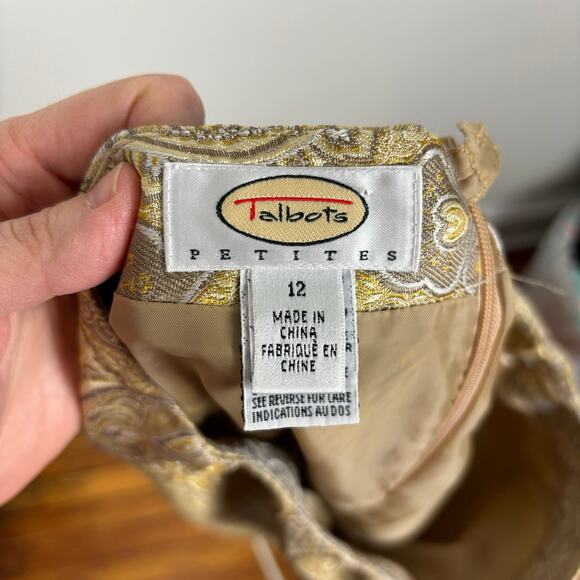 Talbots
PETITES
12
MADE IN
CHINA
FABRIQUÉ EN
CHINE
SEE REVERSE FOR CARE
INDICATIONS AU DOS